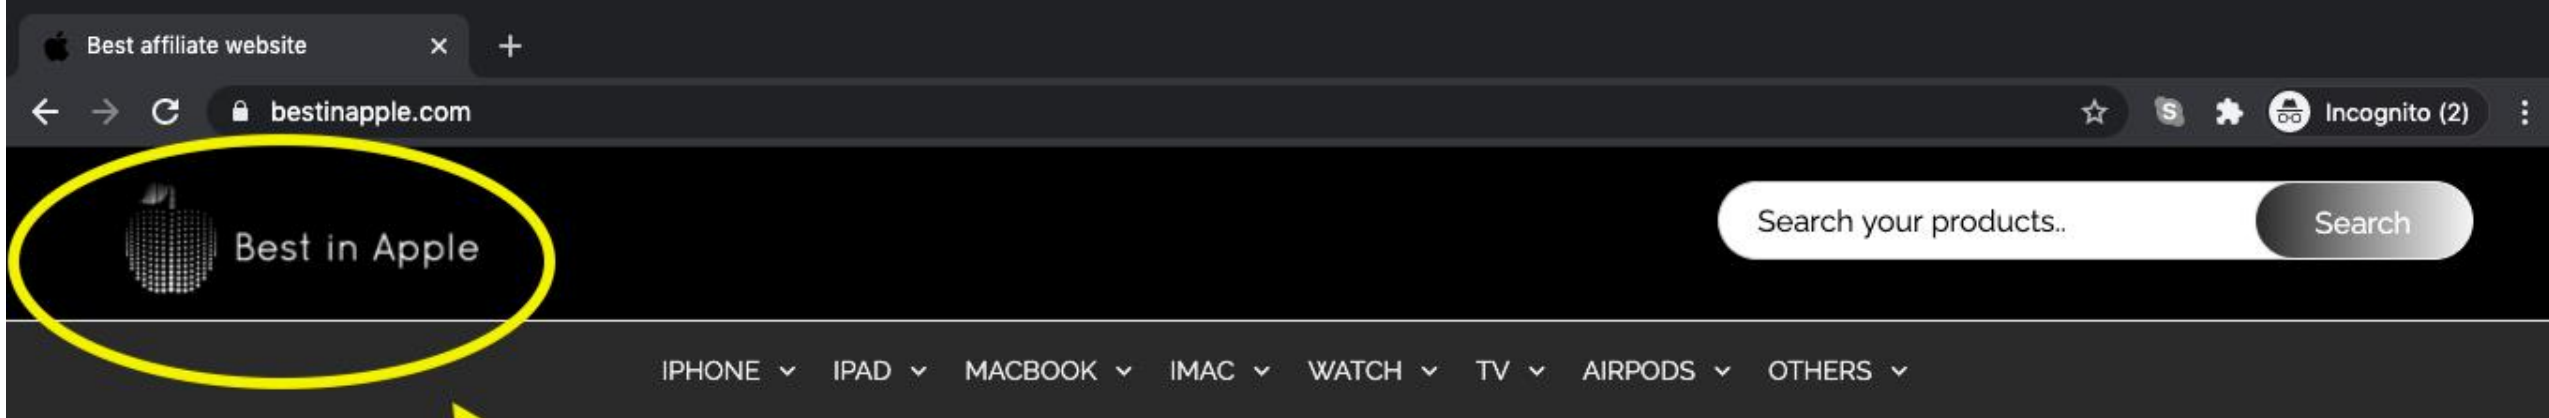 Best affiliate website
bestinapple.com
S
Incognito (2)
Best in Apple
Search your products..
Search
IPHONE
IPAD
MACBOOK
IMAC
WATCH
TV
AIRPODS
OTHERS